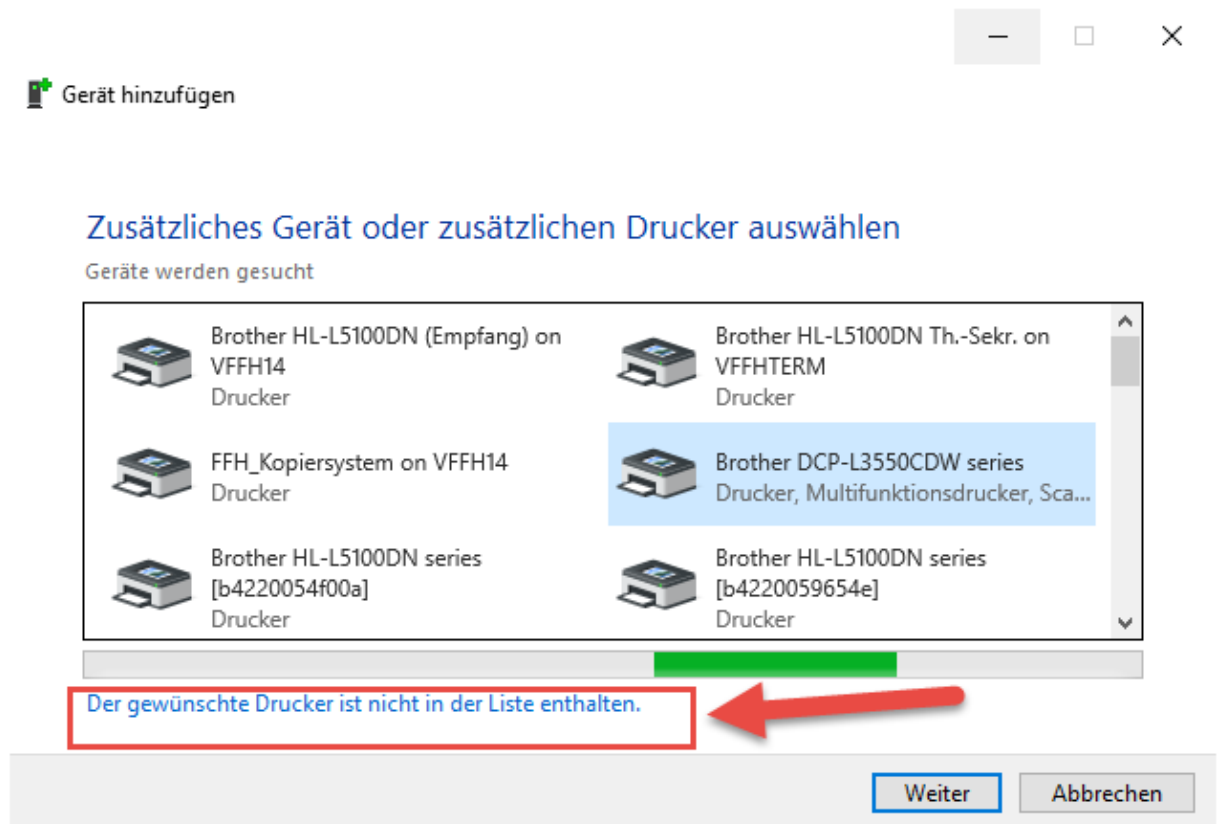 Gerät hinzufügen
Zusätzliches Gerät oder zusätzlichen Drucker auswählen
Geräte werden gesucht
Brother HL-L5100DN (Empfang) on
VFFH14
Drucker
Brother HL-L5100DN Th.-Sekr. on
VFFHTERM
Drucker
FFH_Kopiersystem on VFFH14
Drucker
Brother DCP-L3550CDW series
Drucker, Multifunktionsdrucker, Sca...
Brother HL-L5100DN series
[b4220054f00a]
Drucker
Brother HL-L5100DN series
[b4220059654e]
Drucker
Der gewünschte Drucker ist nicht in der Liste enthalten.
Weiter
Abbrechen